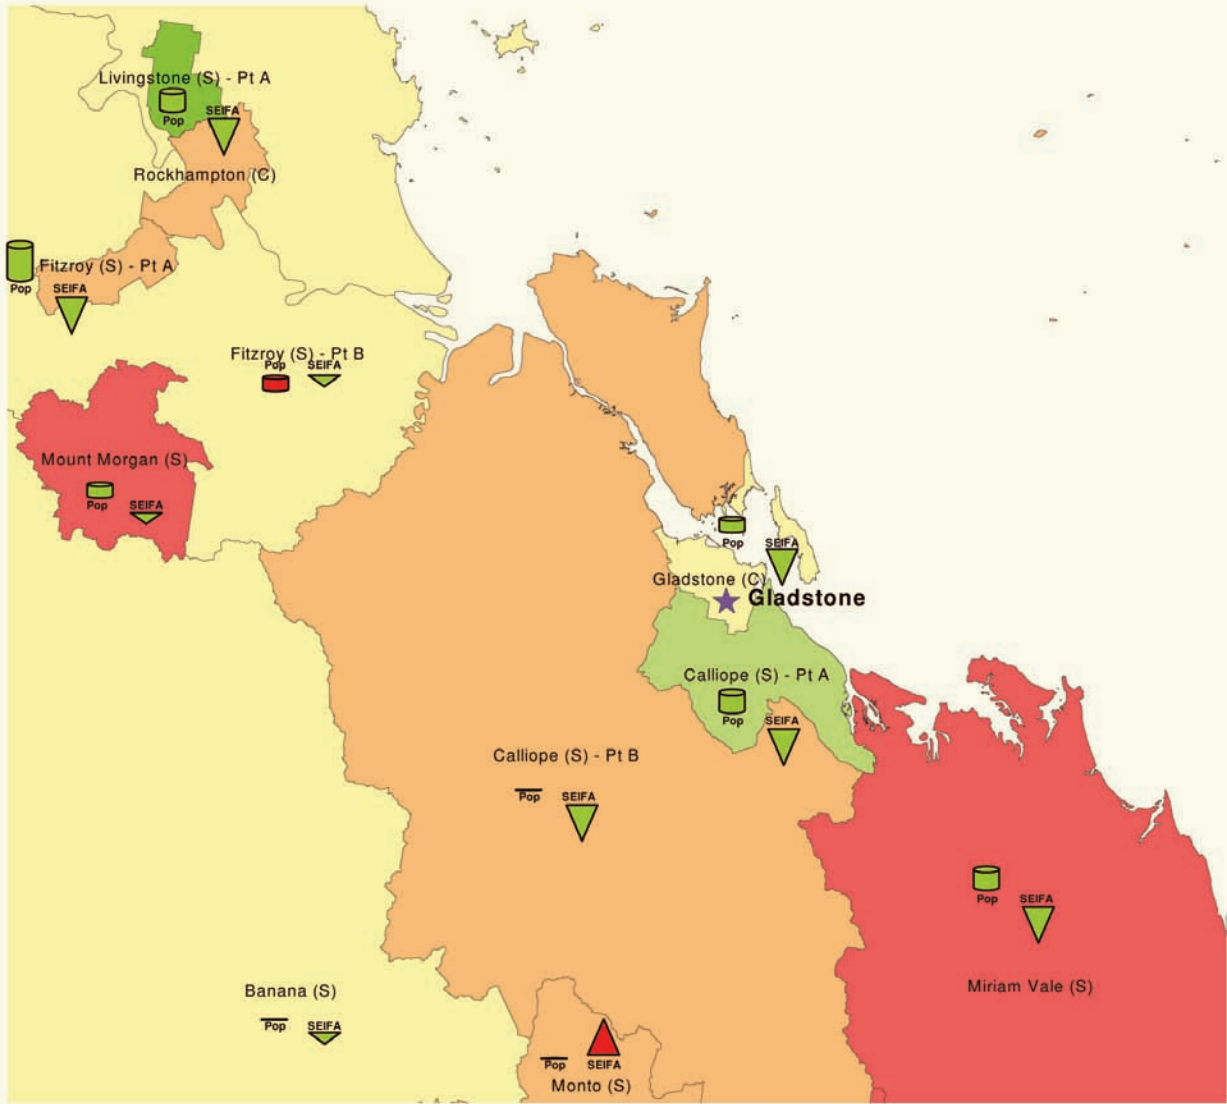 Livingstone (S) - Pt A
SEIFA
Pop
Rockhampton (C)
Fitzroy (S) - Pt A
Pop
SEIFA
Fitzroy (S) - Pt B
Pop
SEIFA
Mount Morgan (S)
Pop
SEIFA
Pop
SEIFA
Gladstone (C)
Gladstone
Calliope (S) - Pt A
Pop
SEIFA
Calliope (S) - Pt B
Pop
SEIFA
Pop
SEIFA
Miriam Vale (S)
Banana (S)
Pop
SEIFA
Pop
SEIFA
Monto (S)